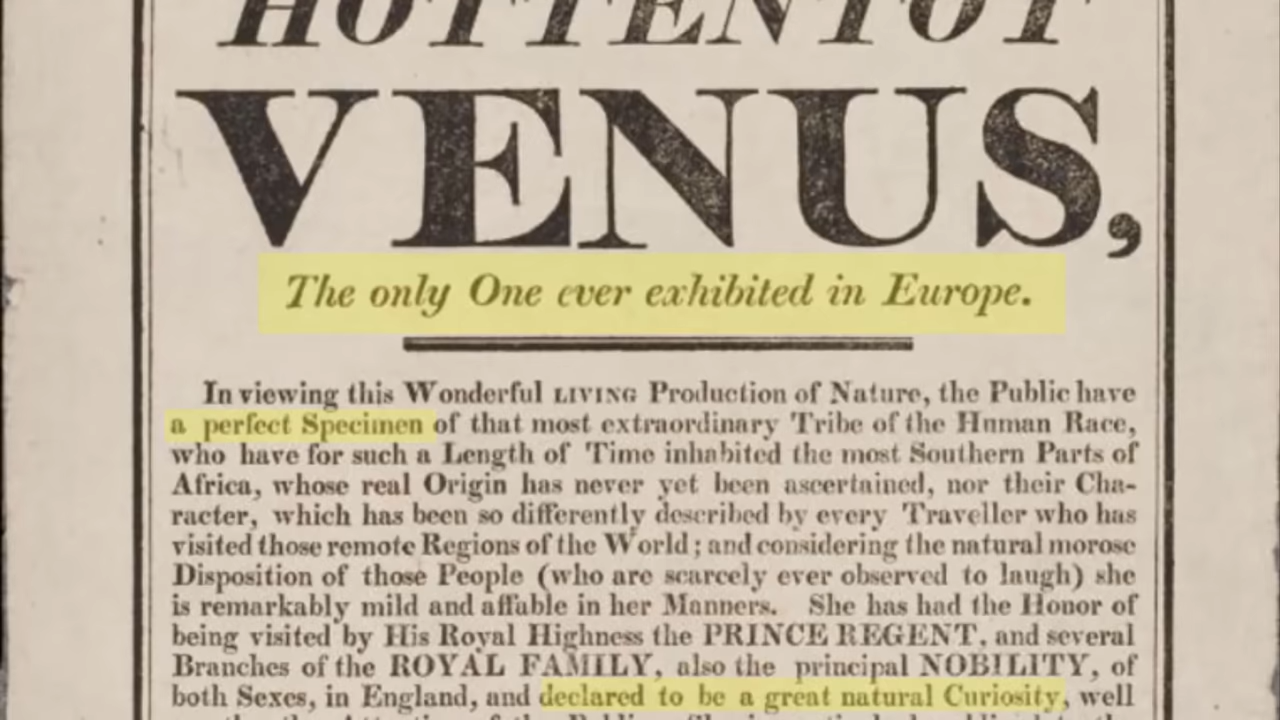 HOTTENTOT
VENUS,
The only One ever exhibited in Europe.
In viewing this Wonderful LIVING Production of Nature, the Public have
a perfect Specimen of that most extraordinary Tribe of the Human Race,
who have for such a Length of Time inhabited the most Southern Parts of
Africa, whose real Origin has never yet been ascertained, nor their Cha-
racter, which has been so differently described by every Traveller who has
visited those remote Regions of the World; and considering the natural morose
Disposition of those People (who are scarcely ever observed to laugh) she
is remarkably mild and affable in her Manners. She has had the Honor of
being visited by His Royal Highness the PRINCE REGENT, and several
Branches of the ROYAL FAMILY, also the principal NOBILITY, of
both Sexes, in England, and declared to be a great natural Curiosity, well